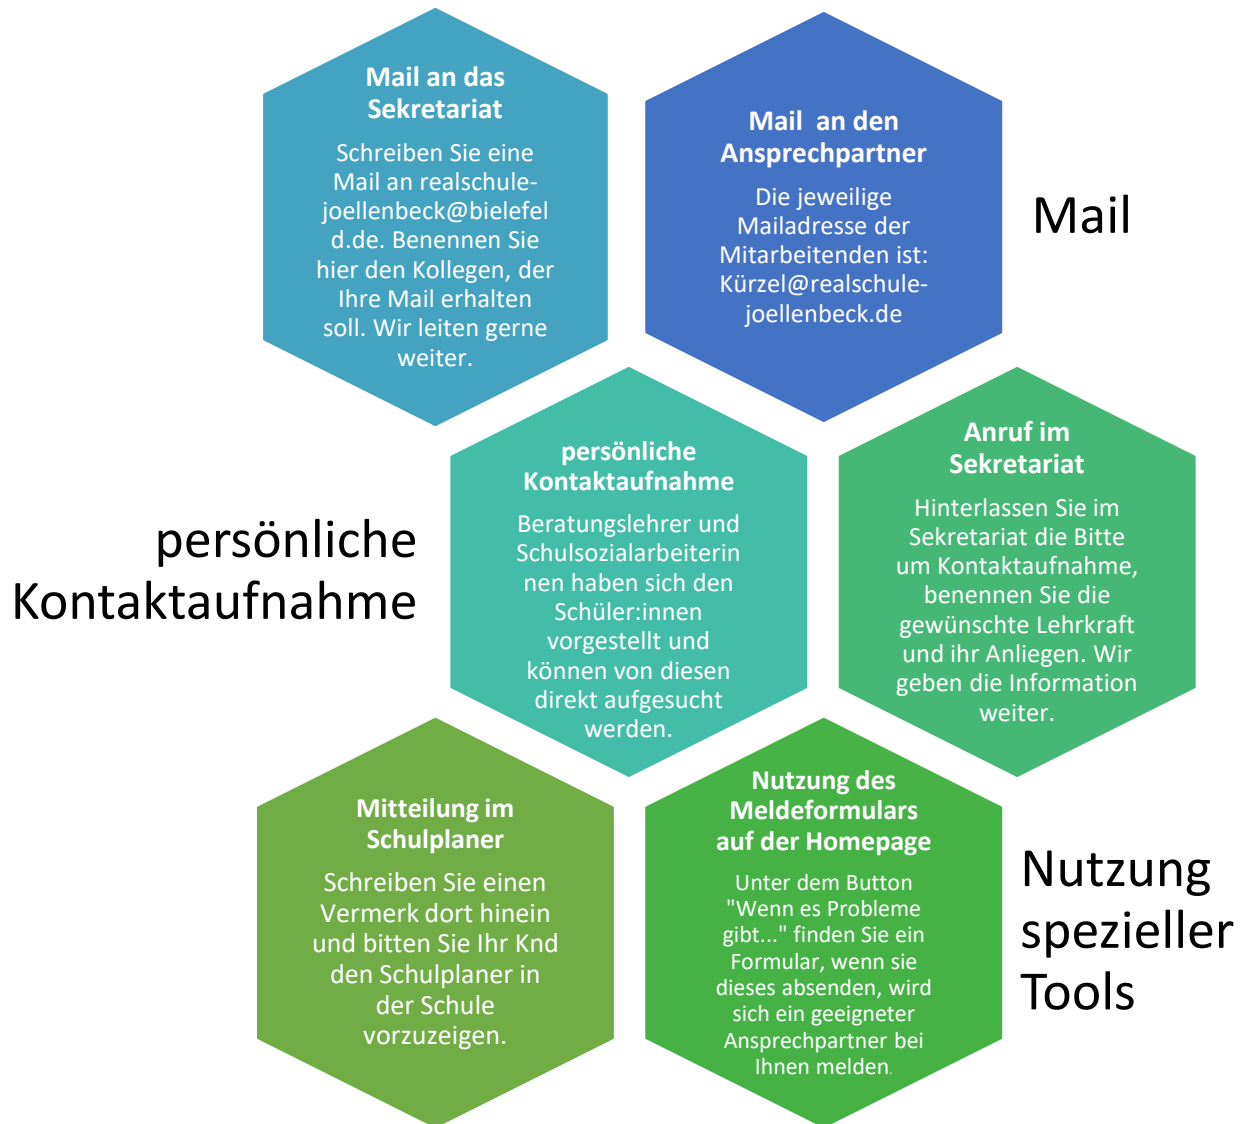 Mail an das
Sekretariat
Schreiben Sie eine
Mail an realschule-
joellenbeck@bielefel
d.de. Benennen Sie
hier den Kollegen, der
Ihre Mail erhalten
soll. Wir leiten gerne
weiter.
Mail  an den
Ansprechpartner
Die jeweilige
Mailadresse der
Mitarbeitenden ist:
Kürzel@realschule-
joellenbeck.de
Mail
persönliche
Kontaktaufnahme
persönliche
Kontaktaufnahme
Beratungslehrer und
Schulsozialarbeiterin
nen haben sich den
Schüler:innen
vorgestellt und
können von diesen
direkt aufgesucht
werden.
Anruf im
Sekretariat
Hinterlassen Sie im
Sekretariat die Bitte
um Kontaktaufnahme,
benennen Sie die
gewünschte Lehrkraft
und ihr Anliegen. Wir
geben die Information
weiter.
Mitteilung im
Schulplaner
Schreiben Sie einen
Vermerk dort hinein
und bitten Sie Ihr Knd
den Schulplaner in
der Schule
vorzuzeigen.
Nutzung des
Meldeformulars
auf der Homepage
Unter dem Button
"Wenn es Probleme
gibt..." finden Sie ein
Formular, wenn sie
dieses absenden, wird
sich ein geeigneter
Ansprechpartner bei
Ihnen melden.
Nutzung
spezieller
Tools